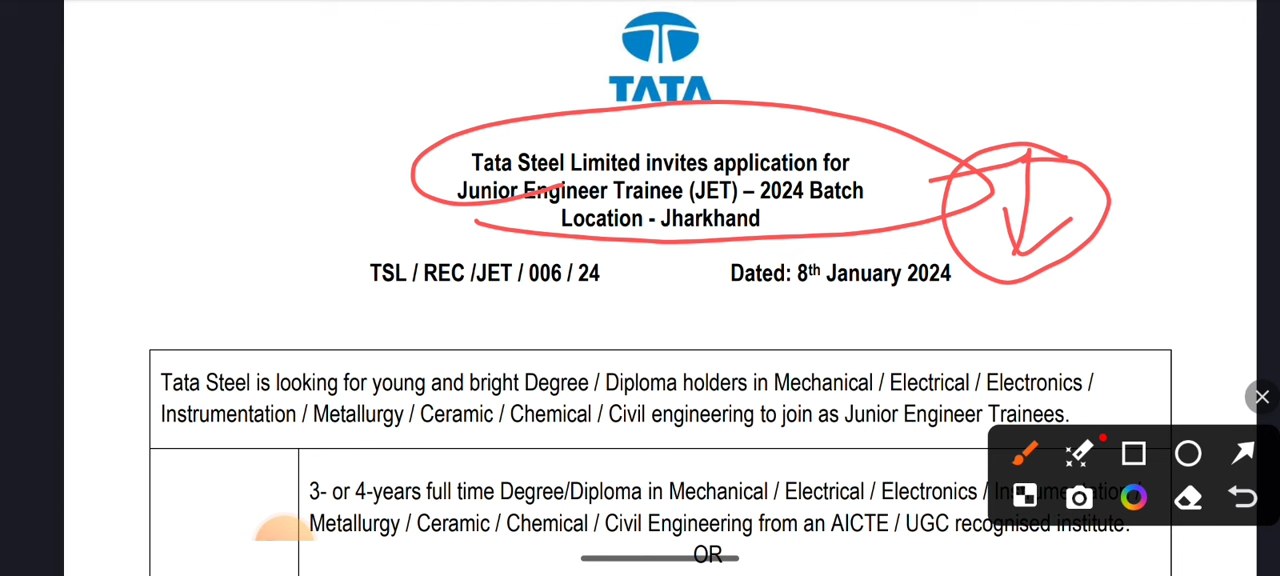 TATA
Tata Steel Limited invites application for
Junior Engineer Trainee (JET) – 2024 Batch
Location - Jharkhand
TSL / REC /JET / 006 / 24 Dated: 8th January 2024
Tata Steel is looking for young and bright Degree / Diploma holders in Mechanical / Electrical / Electronics /
Instrumentation / Metallurgy / Ceramic / Chemical / Civil engineering to join as Junior Engineer Trainees.
3- or 4-years full time Degree/Diploma in Mechanical / Electrical / Electronics / Instrumentation /
Metallurgy / Ceramic / Chemical / Civil Engineering from an AICTE / UGC recognised institute.
OR